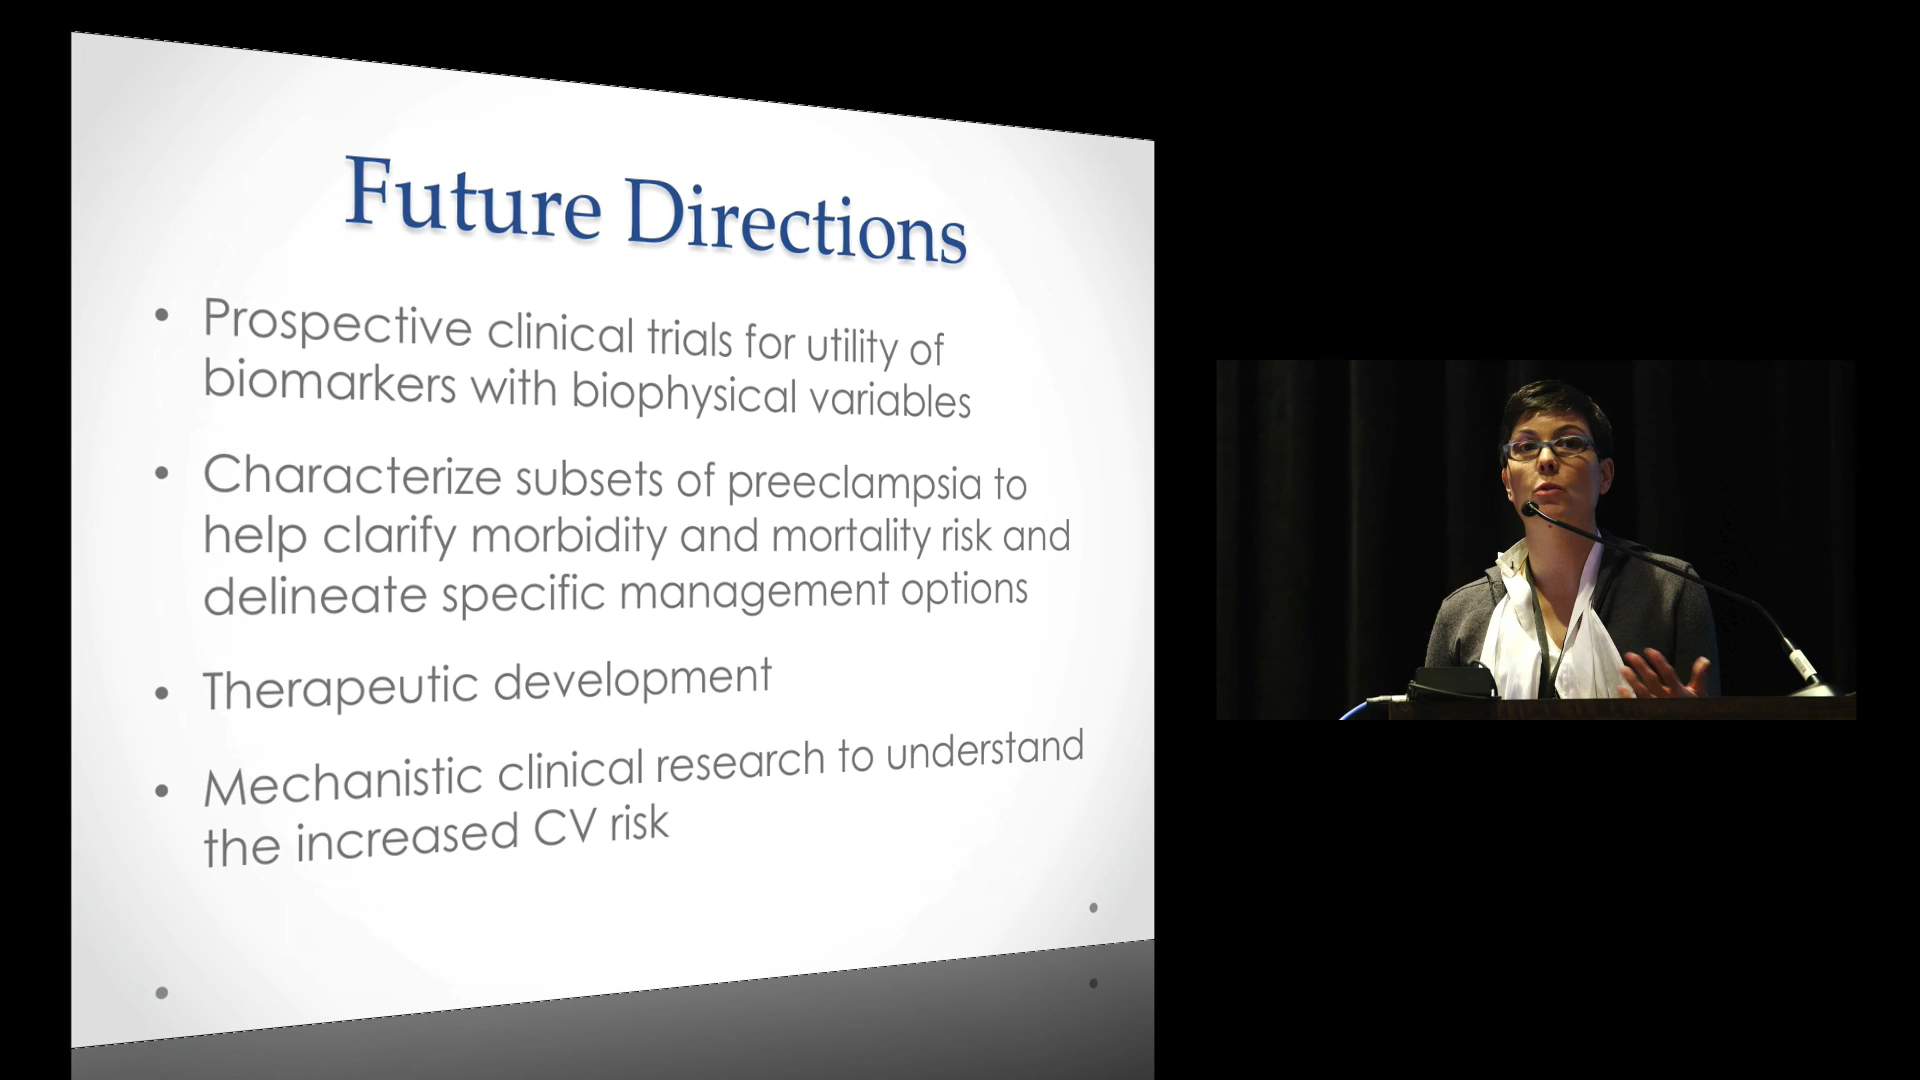 Future Directions
• Prospective clinical trials for utility of
biomarkers with biophysical variables
• Characterize subsets of preeclampsia to
help clarify morbidity and mortality risk and
delineate specific management options
• Therapeutic development
• Mechanistic clinical research to understand
the increased CV risk